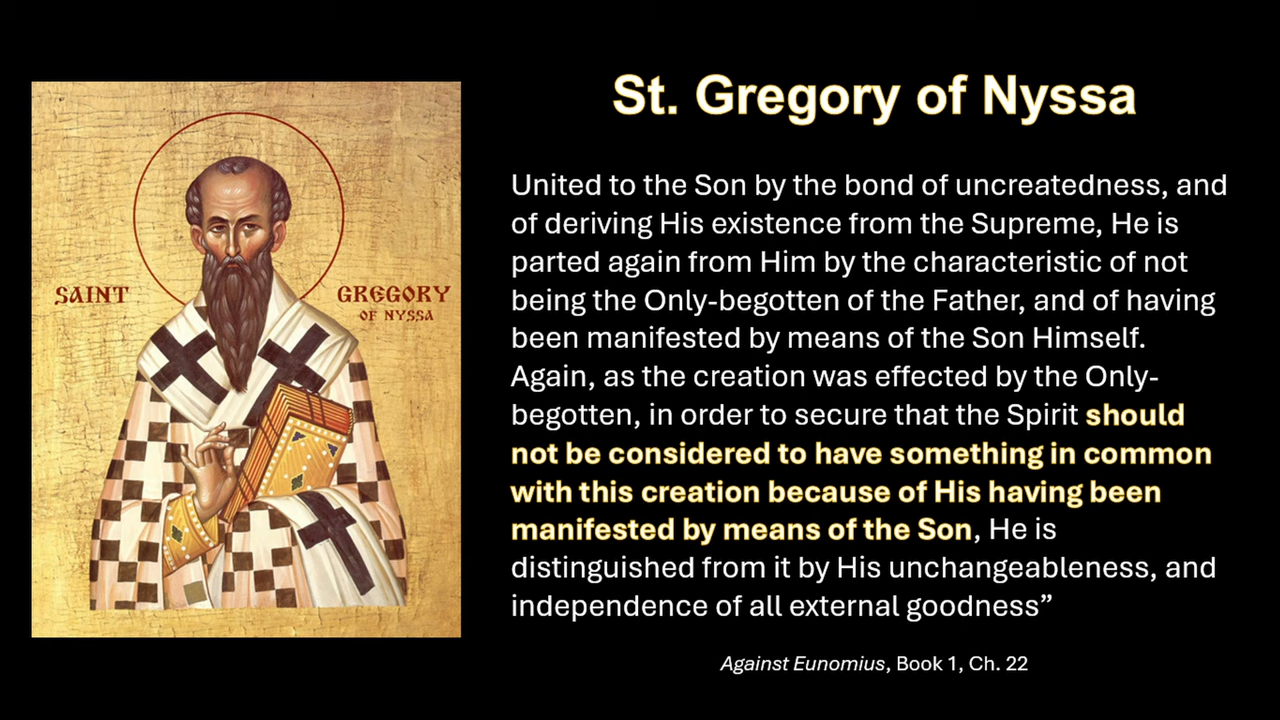 St. Gregory of Nyssa
SAINT
GREGORY
OF NYSSA
United to the Son by the bond of uncreatedness, and
of deriving His existence from the Supreme, He is
parted again from Him by the characteristic of not
being the Only-begotten of the Father, and of having
been manifested by means of the Son Himself.
Again, as the creation was effected by the Only-
begotten, in order to secure that the Spirit should
not be considered to have something in common
with this creation because of His having been
manifested by means of the Son, He is
distinguished from it by His unchangeableness, and
independence of all external goodness”
Against Eunomius, Book 1, Ch. 22